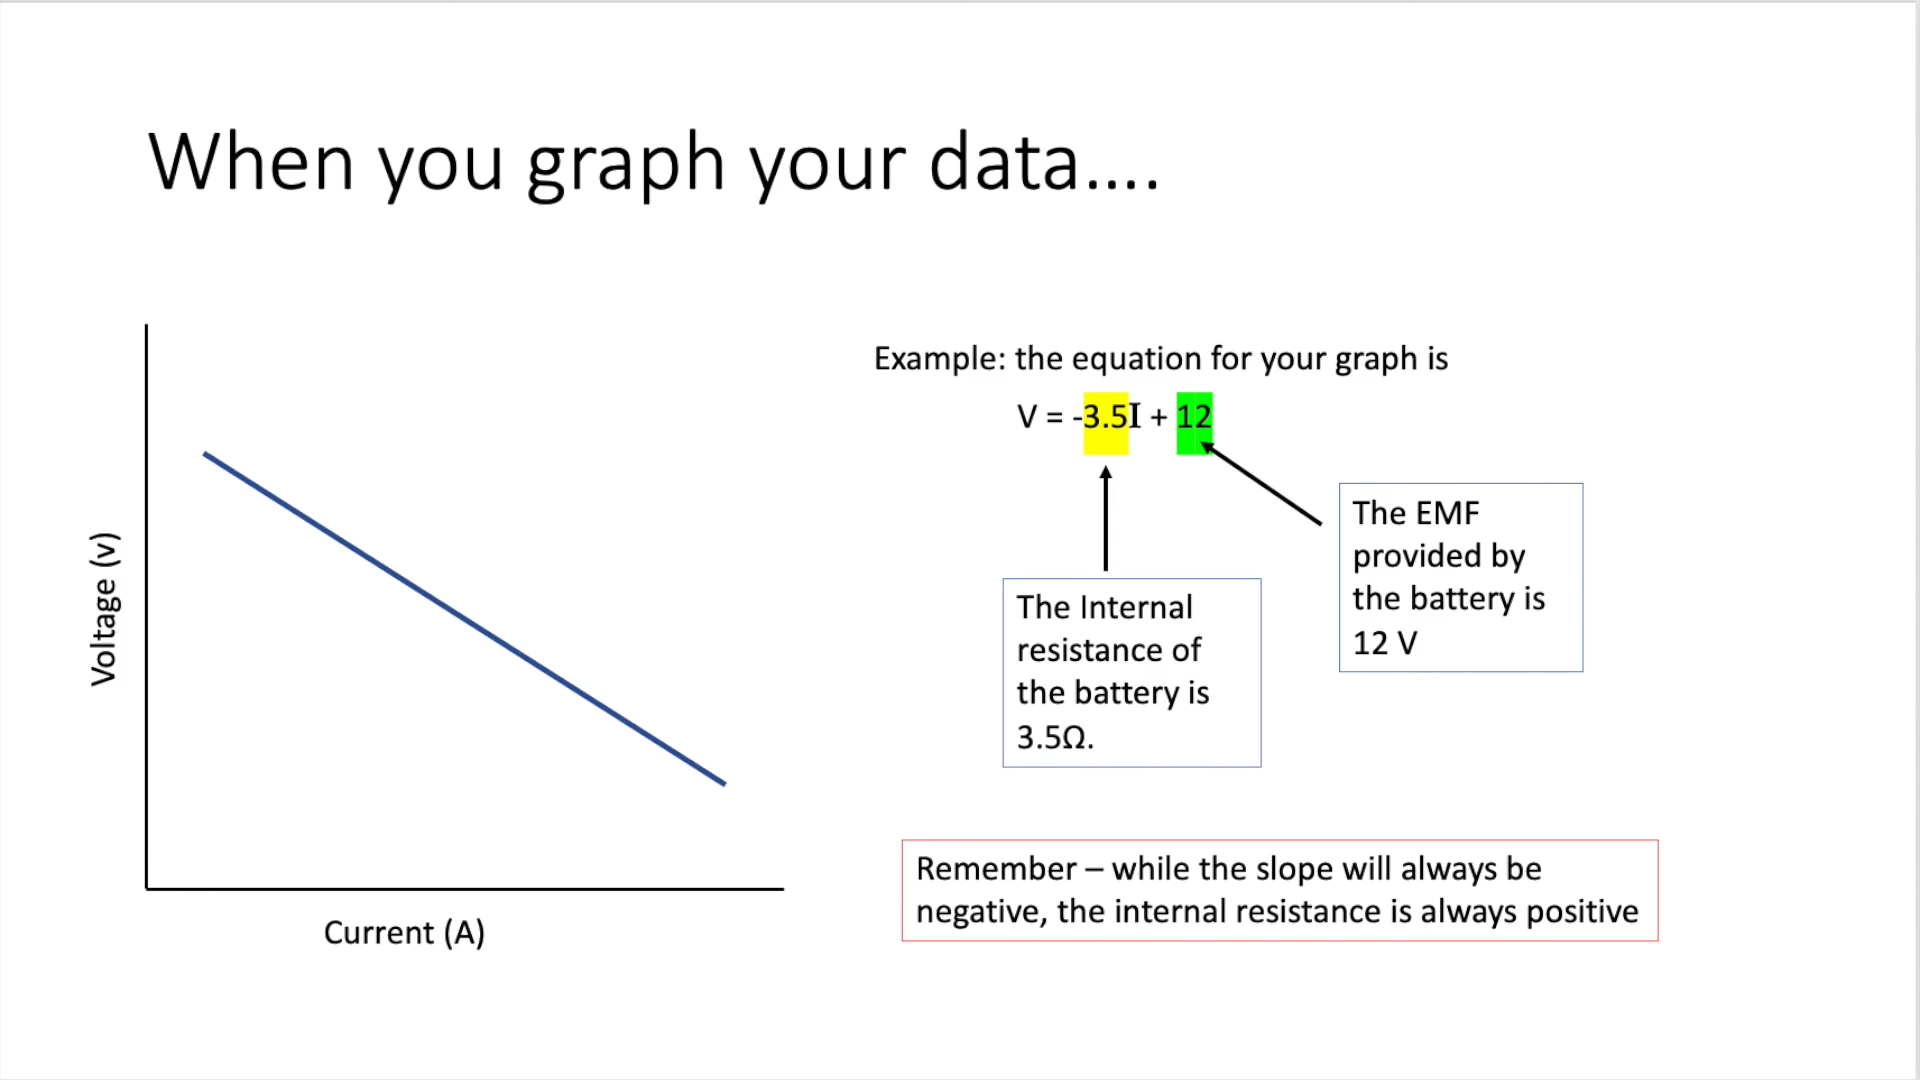 When you graph your data....
Voltage (v)
Current (A)
Example: the equation for your graph is
V = -3.5I + 12
The EMF
provided by
the battery is
12 V
The Internal
resistance of
the battery is
3.5Ω.
Remember – while the slope will always be
negative, the internal resistance is always positive